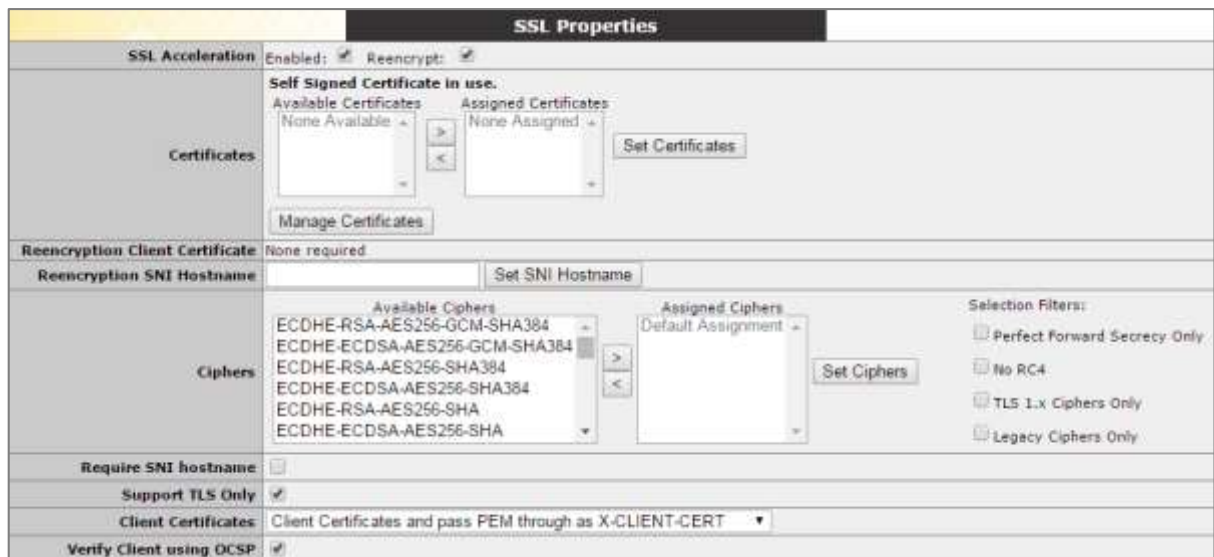 SSL Properties
SSL Acceleration Enabled: Reencrypt:
Self Signed Certificate in use.
Available Certificates Assigned Certificates
None Available None Assigned
Certificates > < Set Certificates
Manage Certificates
Reencryption Client Certificate None required
Reencryption SNI Hostname Set SNI Hostname
Available Ciphers Assigned Ciphers Selection Filters:
ECDHE-RSA-AES256-GCM-SHA384 Default Assignment
ECDHE-ECDSA-AES256-GCM-SHA384 Perfect Forward Secrecy Only
ECDHE-RSA-AES256-SHA384 >
Ciphers ECDHE-ECDSA-AES256-SHA384 < Set Ciphers No RC4
ECDHE-RSA-AES256-SHA TLS 1.x Ciphers Only
ECDHE-ECDSA-AES256-SHA Legacy Ciphers Only
Require SNI hostname
Support TLS Only
Client Certificates Client Certificates and pass PEM through as X-CLIENT-CERT
Verify Client using OCSP